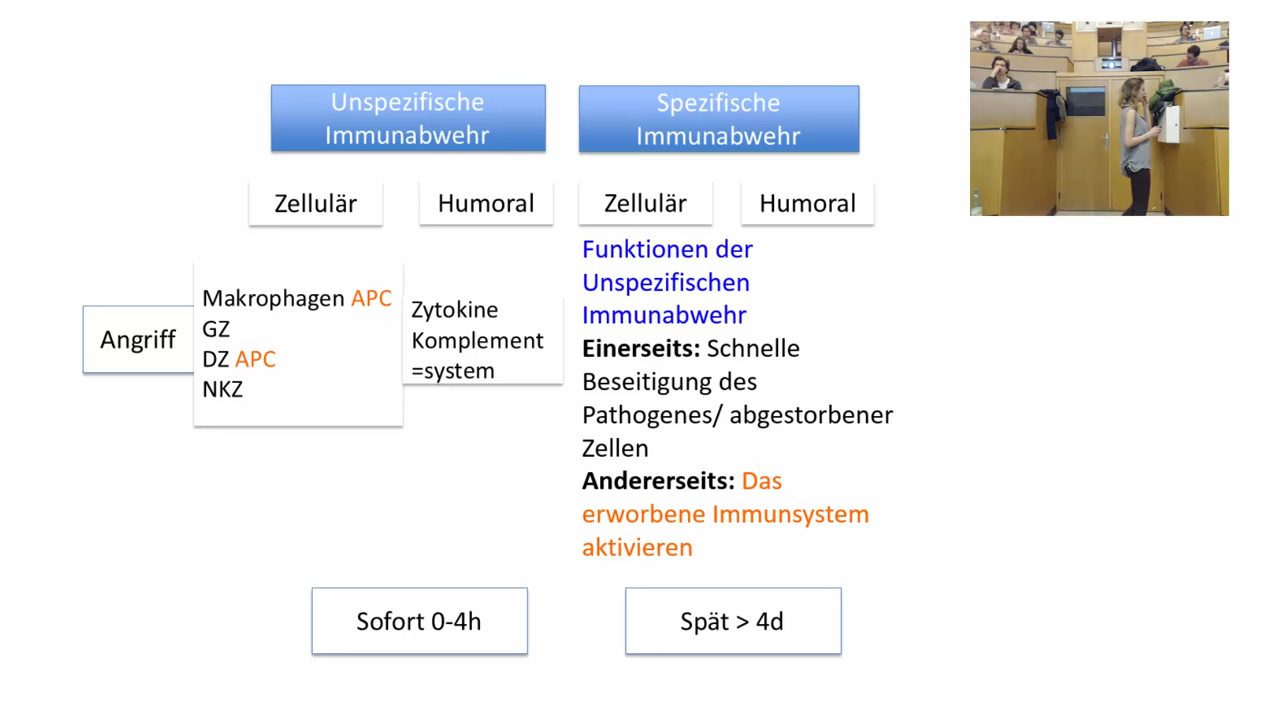 Unspezifische
Immunabwehr
Spezifische
Immunabwehr
Zellulär
Humoral
Zellulär
Humoral
Angriff
Makrophagen APC
GZ
DZ APC
NKZ
Zytokine
Komplement
=system
Funktionen der
Unspezifischen
Immunabwehr
Einerseits: Schnelle
Beseitigung des
Pathogenes/ abgestorbener
Zellen
Andererseits: Das
erworbene Immunsystem
aktivieren
Sofort 0-4h
Spät > 4d